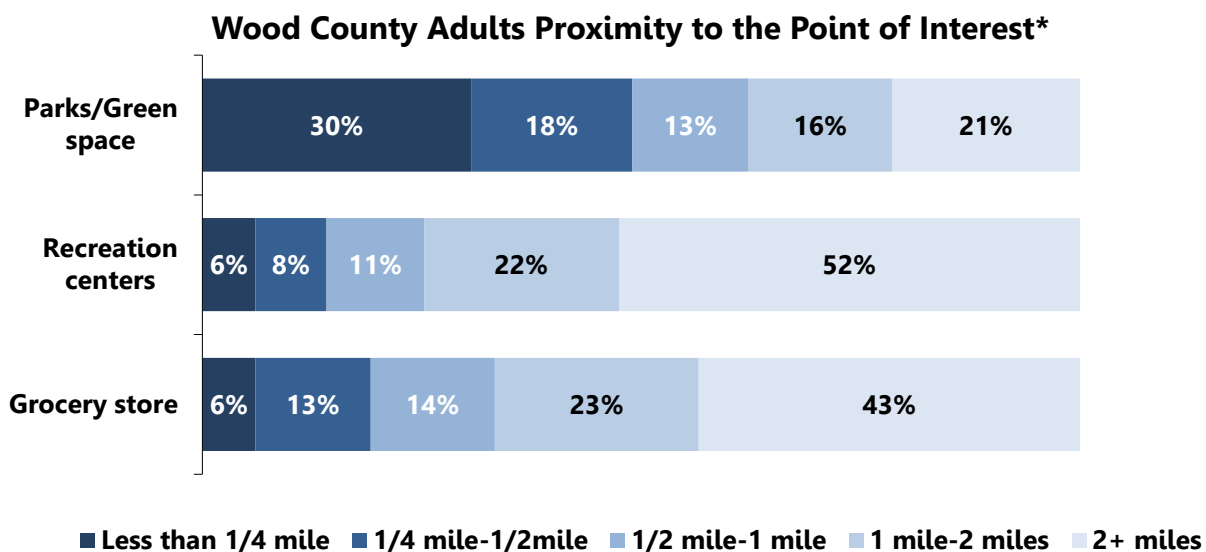 Wood County Adults Proximity to the Point of Interest*
Parks/Green
space
30% 18% 13% 16% 21%
Recreation
centers
6% 8% 11% 22% 52%
Grocery store
6% 13% 14% 23% 43%
Less than 1/4 mile 1/4 mile-1/2mile 1/2 mile-1 mile 1 mile-2 miles 2+ miles